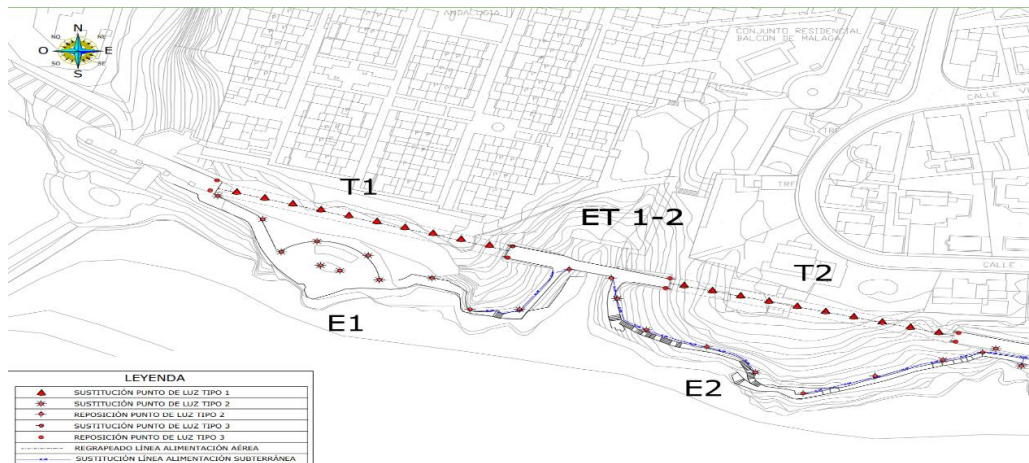 ANDALOGIA
N
NO NE
O E
SO SE
S
CONJUNTO RESIDENCIAL
BALCON DE MALAGA
CALLE
T1
ET 1-2
TRF
T2
CALLE
E1
E2
LEYENDA
SUSTITUCIÓN PUNTO DE LUZ TIPO 1
SUSTITUCIÓN PUNTO DE LUZ TIPO 2
REPOSICIÓN PUNTO DE LUZ TIPO 2
SUSTITUCIÓN PUNTO DE LUZ TIPO 3
REPOSICIÓN PUNTO DE LUZ TIPO 3
REGRAPEADO LÍNEA ALIMENTACIÓN AÉREA
SUSTITUCIÓN LÍNEA ALIMENTACIÓN SUBTERRÁNEA